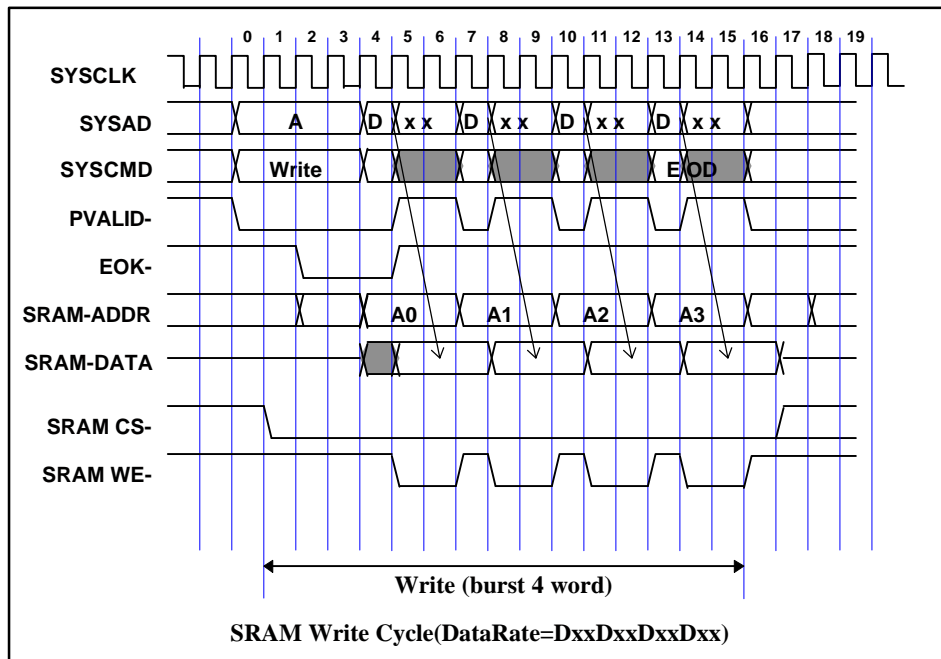 0 1 2 3 4 5 6 7 8 9 10 11 12 13 14 15 16 17 18 19
SYSCLK
SYSAD A D x x D x x D x x D x x
SYSCMD Write EOD
PVALID-
EOK-
SRAM-ADDR A0 A1 A2 A3
SRAM-DATA
SRAM CS-
SRAM WE-
Write (burst 4 word)
SRAM Write Cycle(DataRate=DxxDxxDxxDxx)